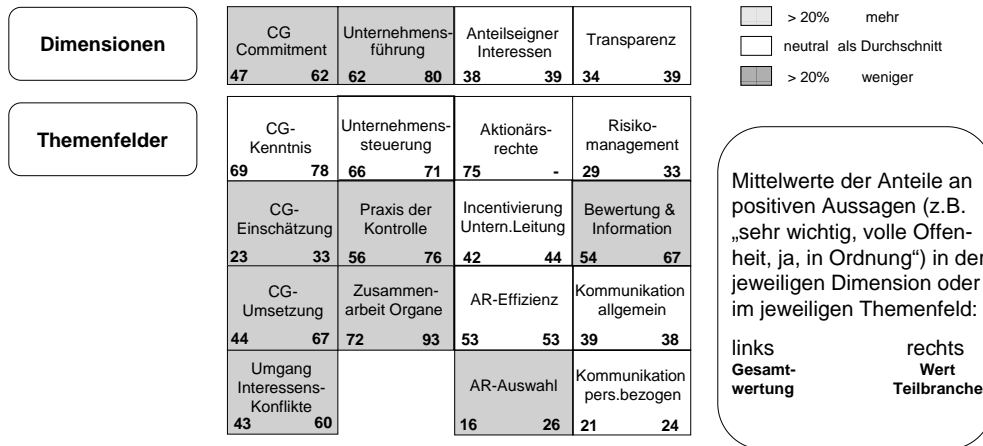 Dimensionen
CG
Commitment
47 62
Unternehmens-
führung
62 80
Anteilseigner
Interessen
38 39
Transparenz
34 39
> 20% mehr
neutral als Durchschnitt
> 20% weniger
Themenfelder
CG-
Kenntnis
69 78
Unternehmens-
steuerung
66 71
Aktionärs-
rechte
75 -
Risiko-
management
29 33
CG-
Einschätzung
23 33
Praxis der
Kontrolle
56 76
Incentivierung
Untern.Leitung
42 44
Bewertung &
Information
54 67
CG-
Umsetzung
44 67
Zusammen-
arbeit Organe
72 93
AR-Effizienz
53 53
Kommunikation
allgemein
39 38
Umgang
Interessens-
Konflikte
43 60
AR-Auswahl
16 26
Kommunikation
pers.bezogen
21 24
Mittelwerte der Anteile an
positiven Aussagen (z.B.
„sehr wichtig, volle Offen-
heit, ja, in Ordnung“) in der
jeweiligen Dimension oder
im jeweiligen Themenfeld:
links rechts
Gesamt- Wert
wertung Teilbranche